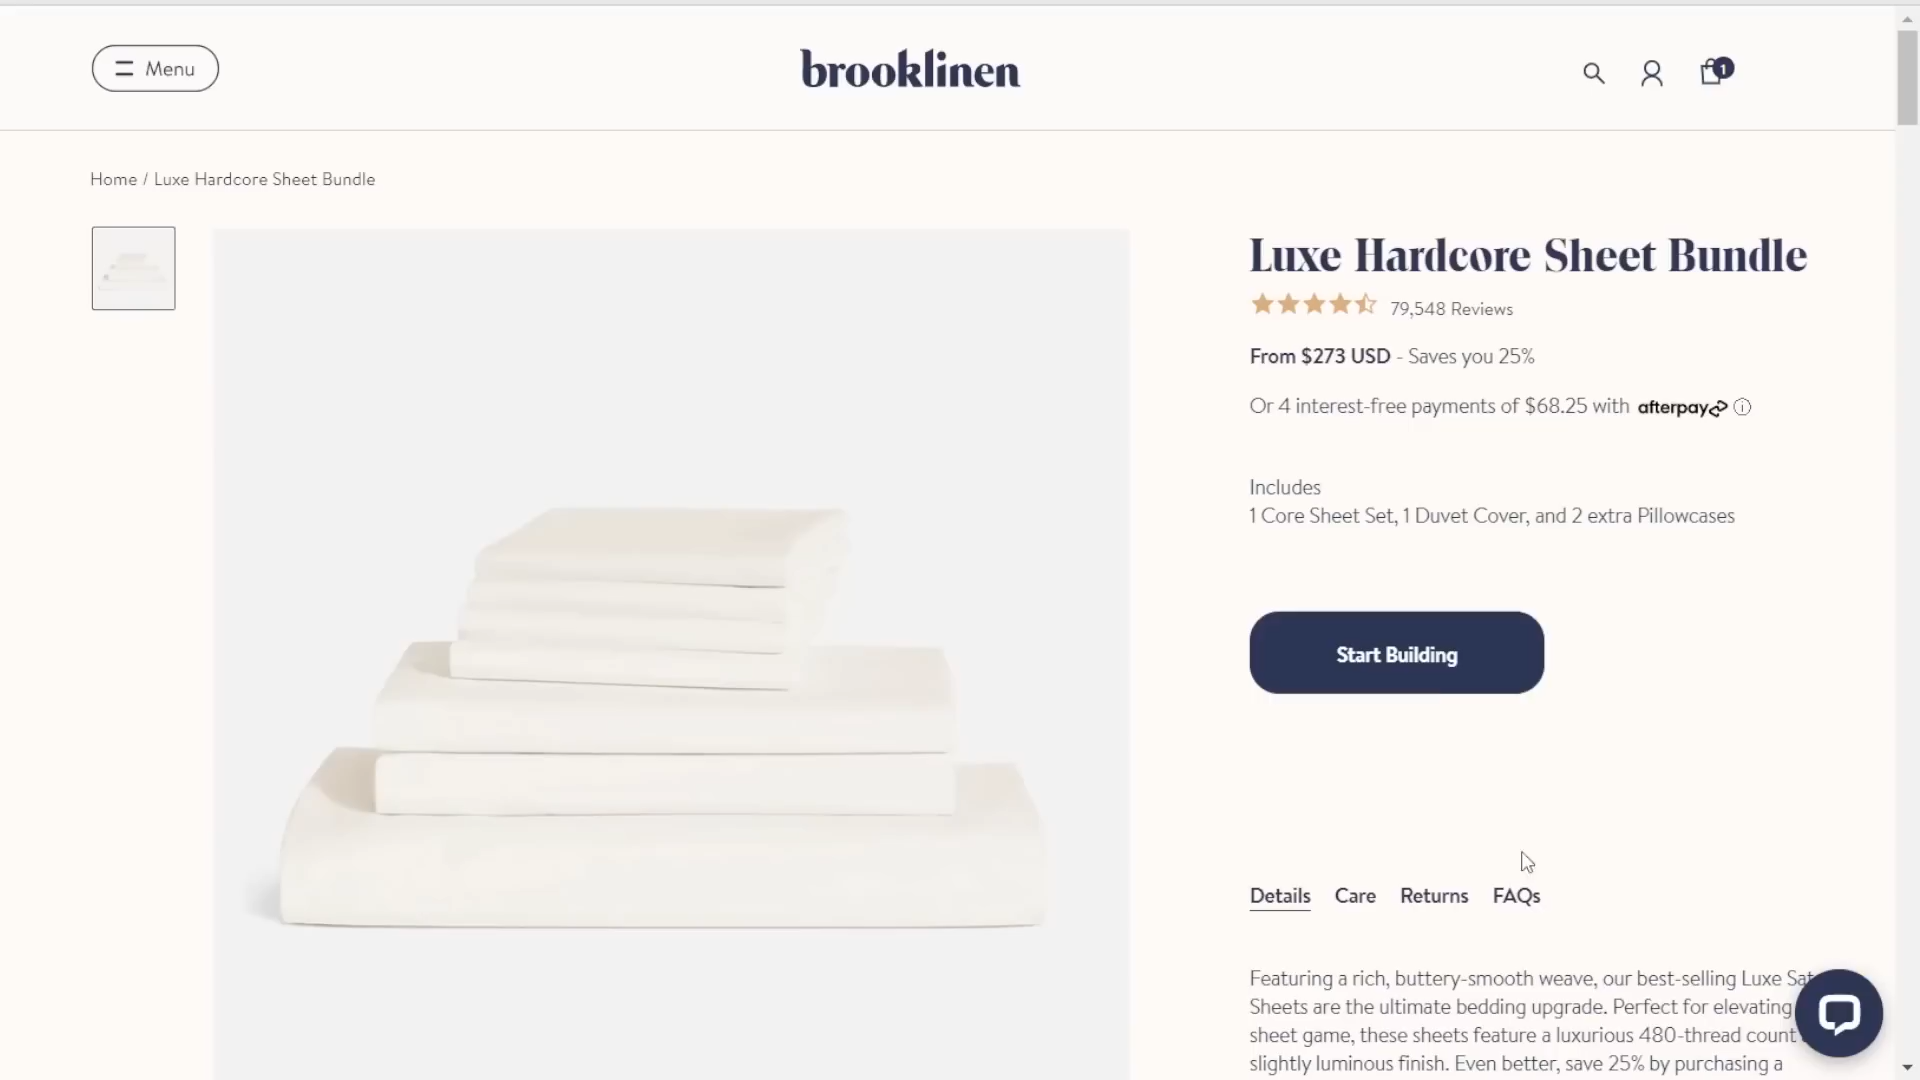 Menu
brooklinen
1
Home / Luxe Hardcore Sheet Bundle
Luxe Hardcore Sheet Bundle
79,548 Reviews
From $273 USD - Saves you 25%
Or 4 interest-free payments of $68.25 with afterpay
Includes
1 Core Sheet Set, 1 Duvet Cover, and 2 extra Pillowcases
Start Building
Details Care Returns FAQs
Featuring a rich, buttery-smooth weave, our best-selling Luxe
Sheets are the ultimate bedding upgrade. Perfect for elevating
sheet game, these sheets feature a luxurious 480-thread count
slightly luminous finish. Even better, save 25% by purchasing a